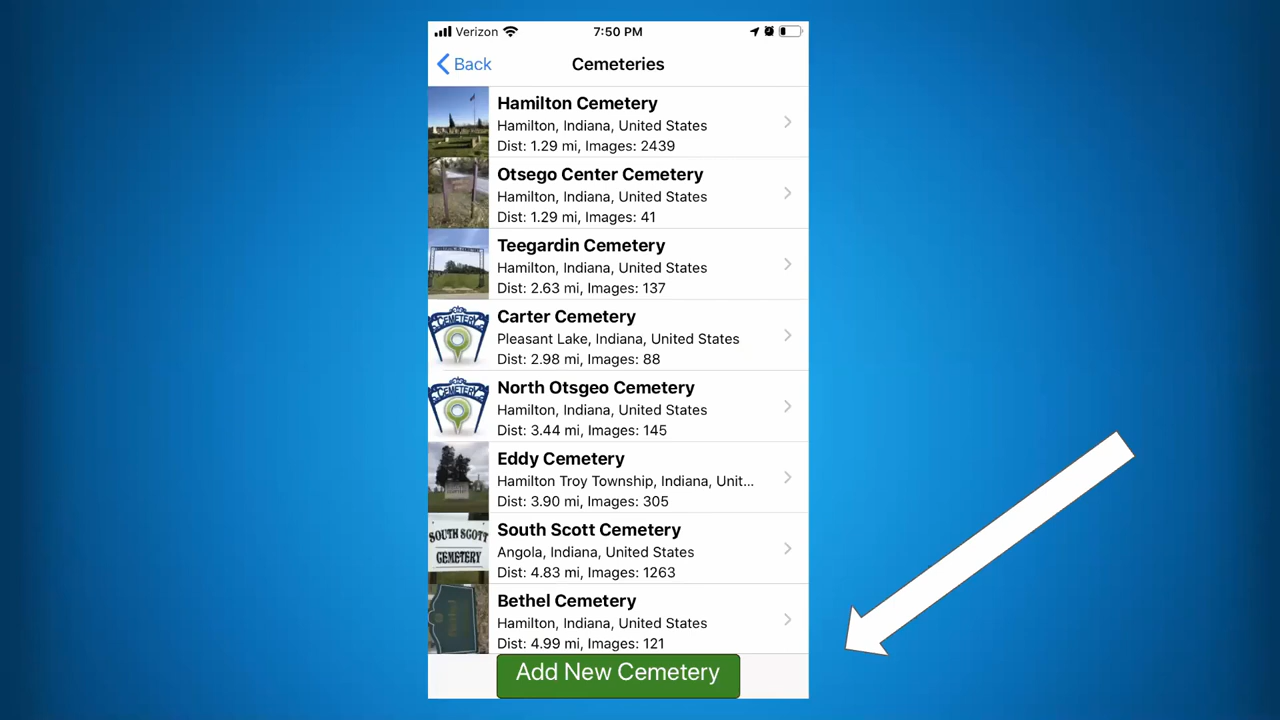 Verizon
7:50 PM
Back
Cemeteries
Hamilton Cemetery
Hamilton, Indiana, United States
Dist: 1.29 mi, Images: 2439
Otsego Center Cemetery
Hamilton, Indiana, United States
Dist: 1.29 mi, Images: 41
Teegardin Cemetery
Hamilton, Indiana, United States
Dist: 2.63 mi, Images: 137
CEMETERY
Carter Cemetery
Pleasant Lake, Indiana, United States
Dist: 2.98 mi, Images: 88
CEMETERY
North Otsgeo Cemetery
Hamilton, Indiana, United States
Dist: 3.44 mi, Images: 145
Eddy Cemetery
Hamilton Troy Township, Indiana, Unit...
Dist: 3.90 mi, Images: 305
SOUTH SCOTT
CEMETERY
South Scott Cemetery
Angola, Indiana, United States
Dist: 4.83 mi, Images: 1263
Bethel Cemetery
Hamilton, Indiana, United States
Dist: 4.99 mi, Images: 121
Add New Cemetery